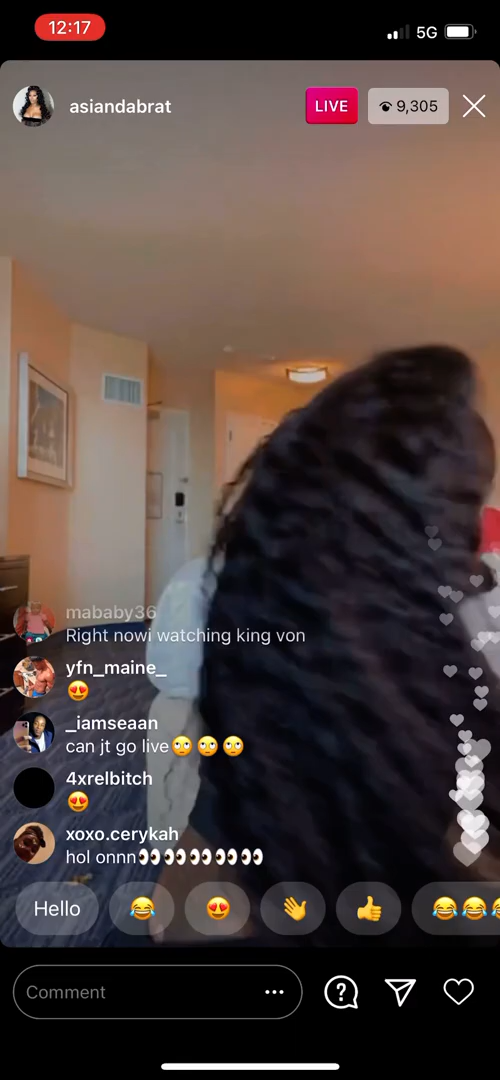 12:17
5G
asiandabrat
LIVE
9,305
mababy36
Right nowi watching king von
yfn_maine_
😍
_iamseaan
can jt go live🙄🙄🙄
4xrelbitch
😍
xoxo.cerykah
hol onnn👀👀👀👀👀👀👀👀👀👀
Hello 😂 😍 👋 👍 😂😂😂
Comment